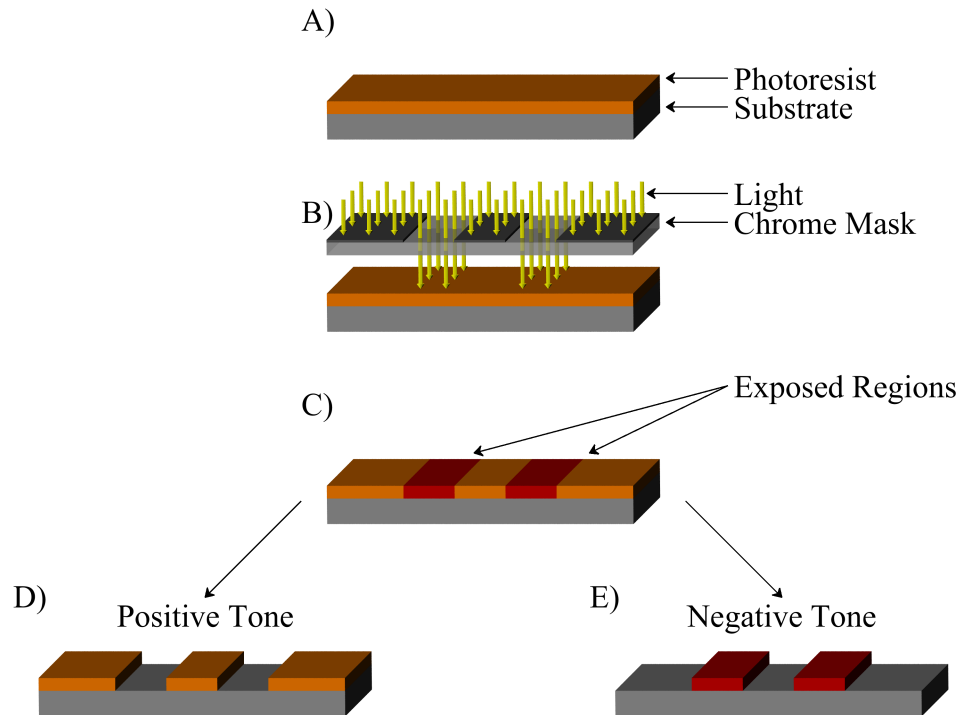 A)
Photoresist
Substrate
Light
B)
Chrome Mask
Exposed Regions
C)
D)
Positive Tone
E)
Negative Tone